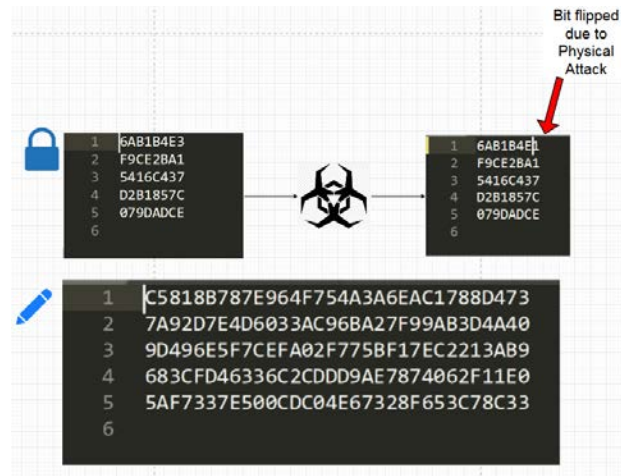 Bit flipped
due to
Physical
Attack
1 6AB1B4E3
2 F9CE2BA1
3 5416C437
4 D2B1857C
5 079DADCE
6
1 6AB1B4E1
2 F9CE2BA1
3 5416C437
4 D2B1857C
5 079DADCE
6
1 C5818B787E964F754A3A6EAC1788D473
2 7A92D7E4D6033AC96BA27F99AB3D4A40
3 9D496E5F7CEFA02F775BF17EC2213AB9
4 683CFD46336C2CDDD9AE7874062F11E0
5 5AF7337E500CDC04E67328F653C78C33
6